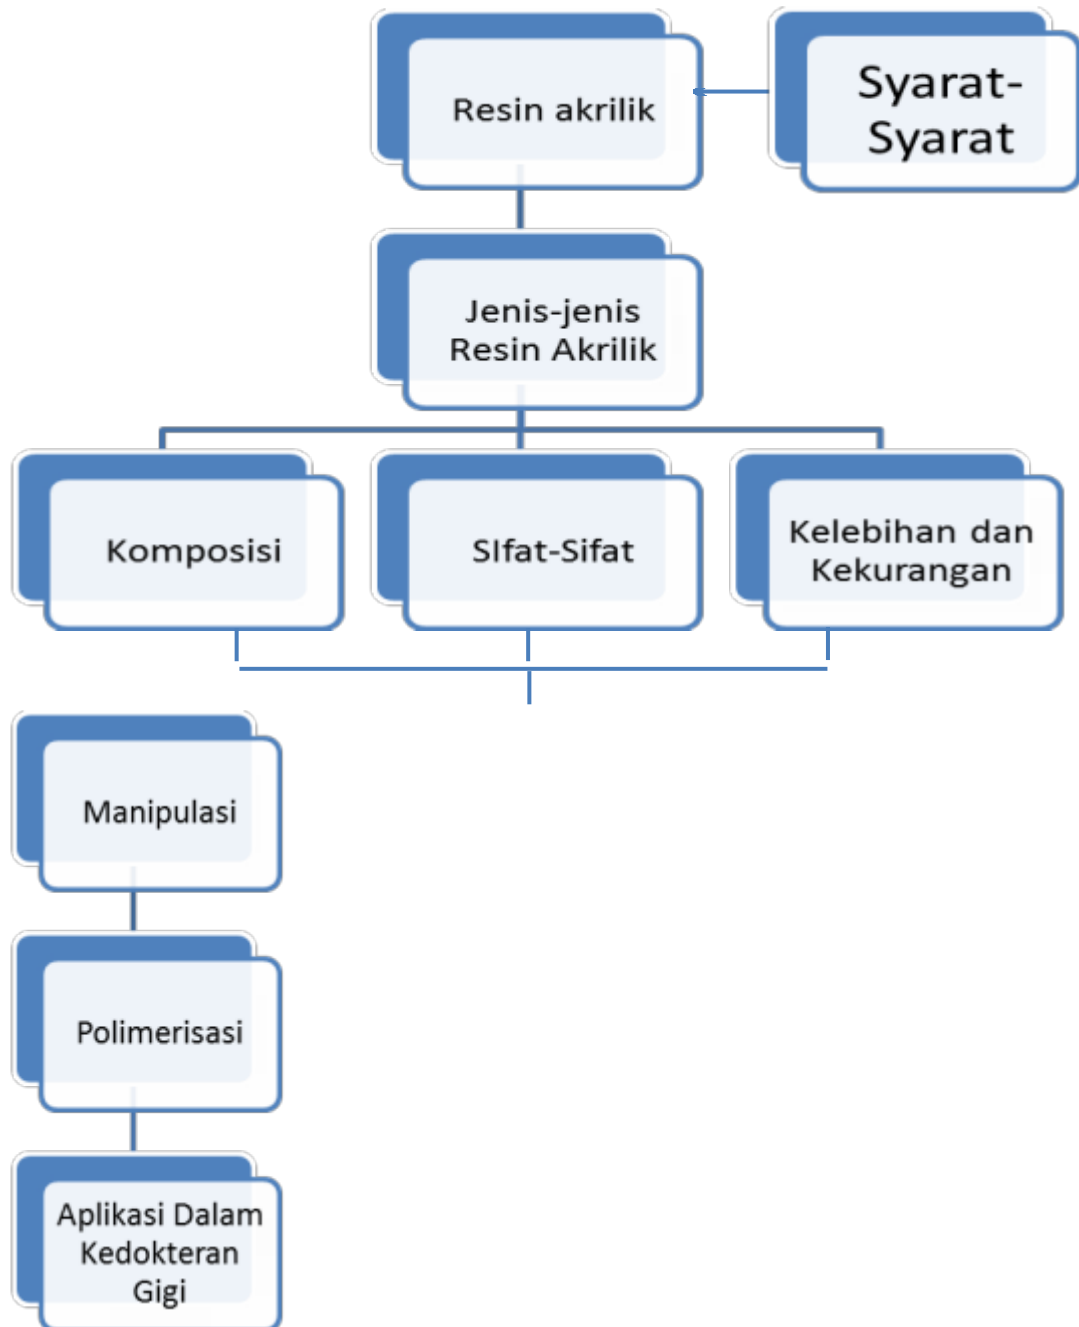 Resin akrilik
Syarat-
Syarat
Jenis-jenis
Resin Akrilik
Komposisi
SIfat-Sifat
Kelebihan dan
Kekurangan
Manipulasi
Polimerisasi
Aplikasi Dalam
Kedokteran
Gigi